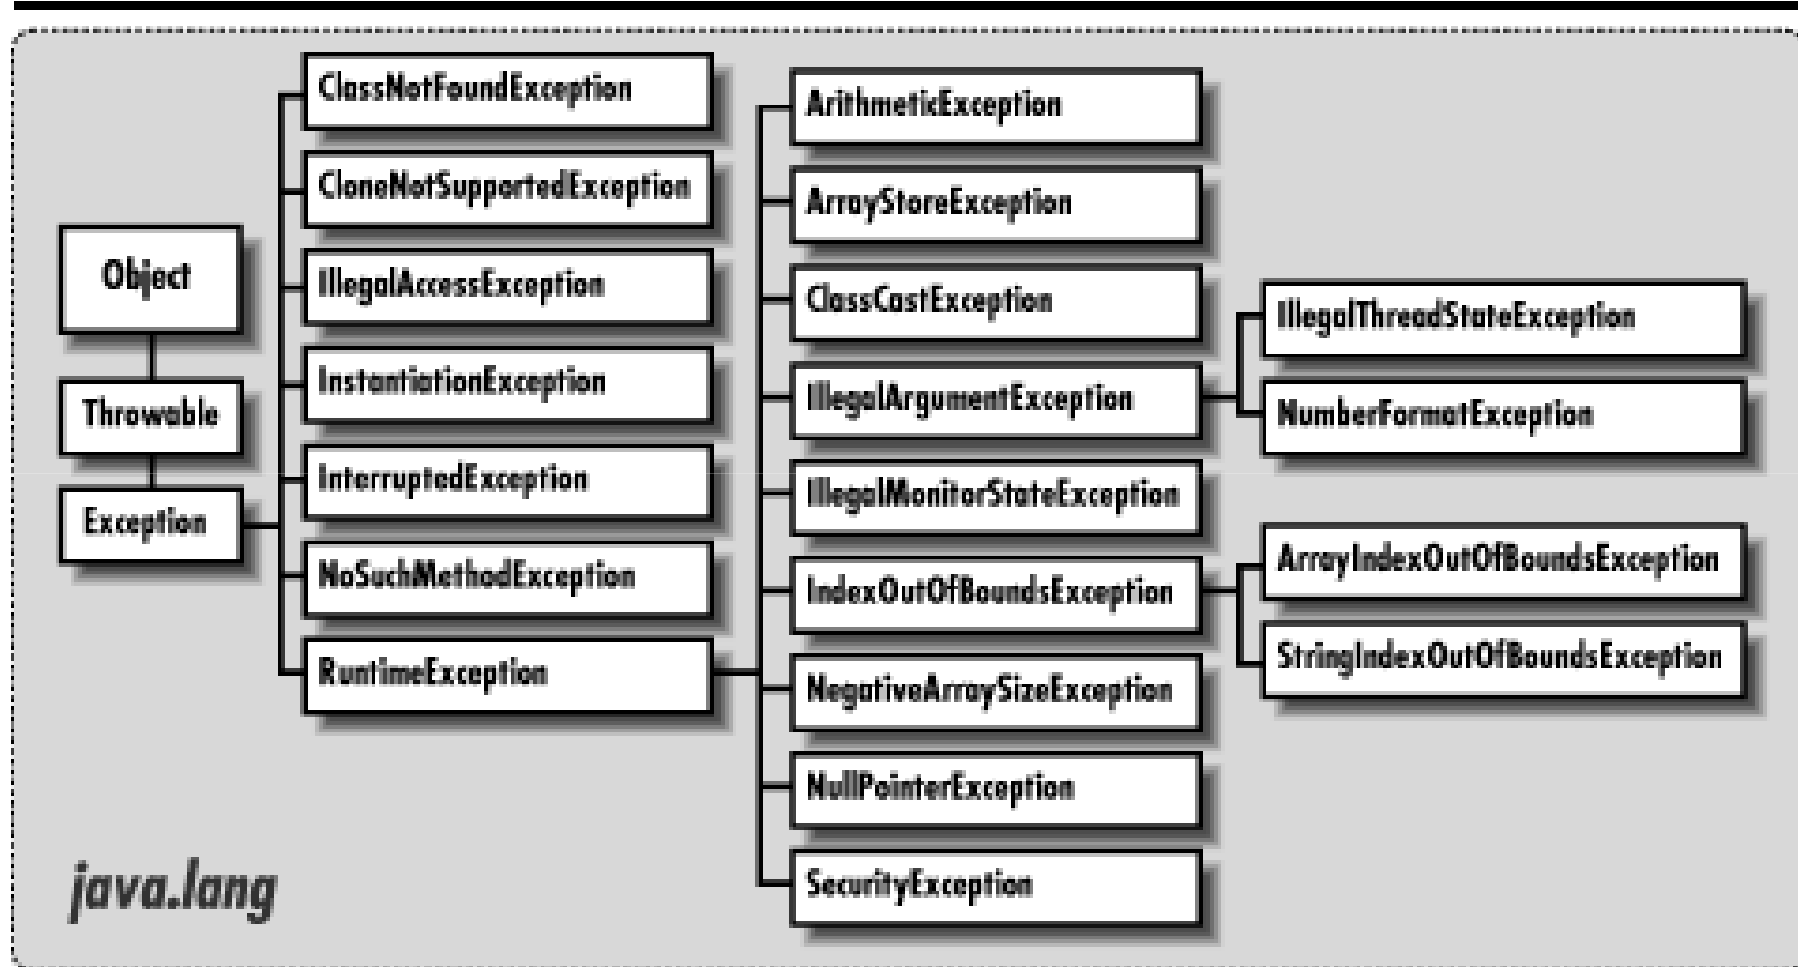 Object
Throwable
Exception
ClassNotFoundException
CloneNotSupportedException
IllegalAccessException
InstantiationException
InterruptedException
NoSuchMethodException
RuntimeException
ArithmeticException
ArrayStoreException
ClassCastException
IllegalArgumentException
IllegalMonitorStateException
IndexOutOfBoundsException
NegativeArraySizeException
NullPointerException
SecurityException
IllegalThreadStateException
NumberFormatException
ArrayIndexOutOfBoundsException
StringIndexOutOfBoundsException
java.lang